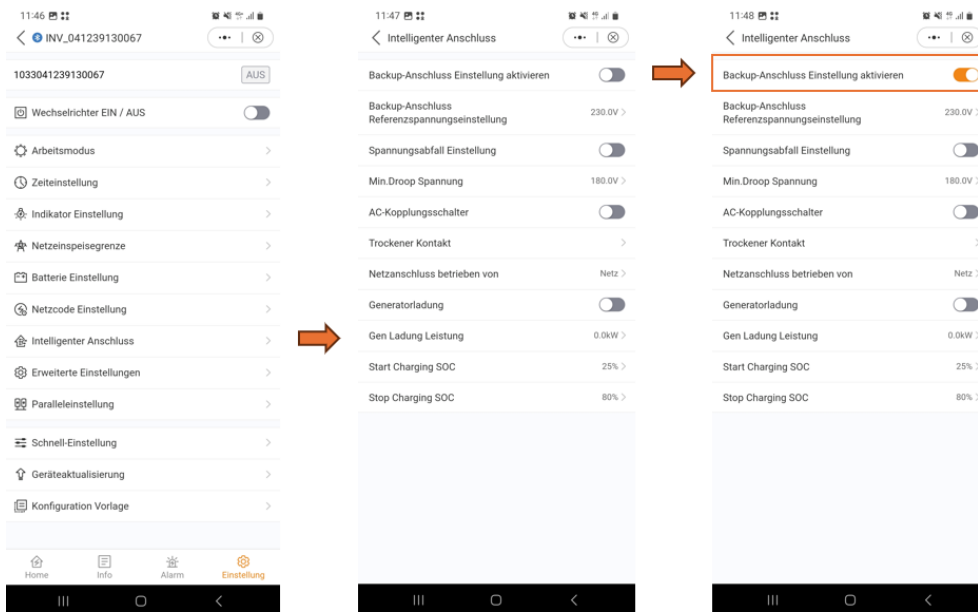 11:46
INV_041239130067
1033041239130067
AUS
Wechselrichter EIN / AUS
Arbeitsmodus
Zeiteinstellung
Indikator Einstellung
Netzeinspeisegrenze
Batterie Einstellung
Netzcode Einstellung
Intelligenter Anschluss
Erweiterte Einstellungen
Paralleleinstellung
Schnell-Einstellung
Geräteaktualisierung
Konfiguration Vorlage
Home Info Alarm Einstellung
11:47
Intelligenter Anschluss
Backup-Anschluss Einstellung aktivieren
Backup-Anschluss
Referenzspannungseinstellung 230.0V
Spannungsabfall Einstellung
Min.Droop Spannung 180.0V
AC-Kopplungsschalter
Trockener Kontakt
Netzanschluss betrieben von Netz
Generatorladung
Gen Ladung Leistung 0.0kW
Start Charging SOC 25%
Stop Charging SOC 80%
11:48
Intelligenter Anschluss
Backup-Anschluss Einstellung aktivieren
Backup-Anschluss
Referenzspannungseinstellung 230.0V
Spannungsabfall Einstellung
Min.Droop Spannung 180.0V
AC-Kopplungsschalter
Trockener Kontakt
Netzanschluss betrieben von Netz
Generatorladung
Gen Ladung Leistung 0.0kW
Start Charging SOC 25%
Stop Charging SOC 80%